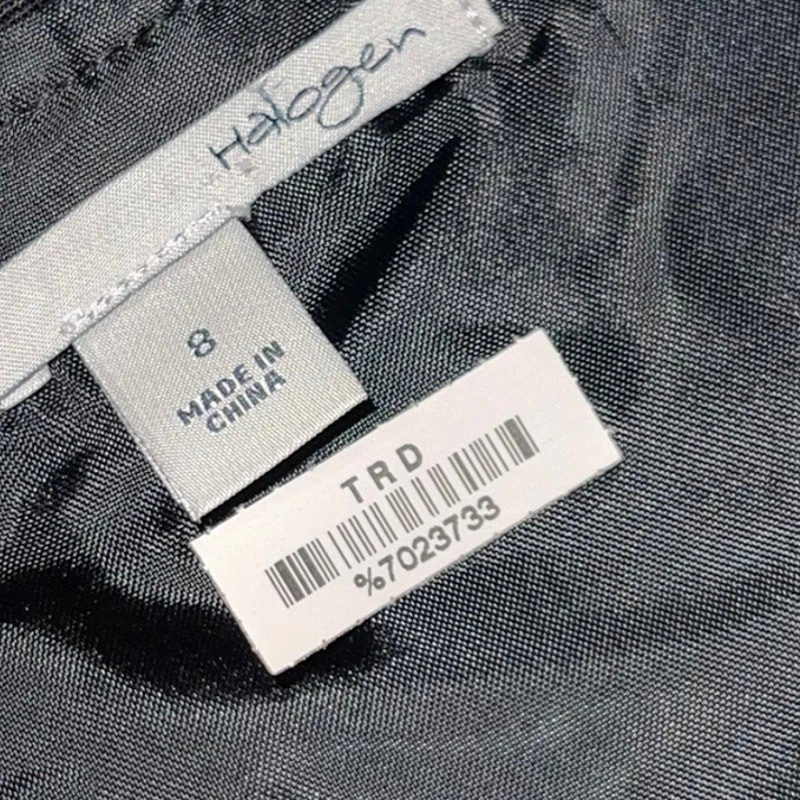 Halogen
8
MADE IN
CHINA
TRD
%7023733